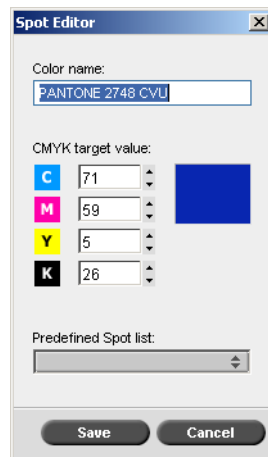 Spot Editor
Color name:
PANTONE 2748 CVU
CMYK target value:
C 71
M 59
Y 5
K 26
Predefined Spot list:
Save Cancel